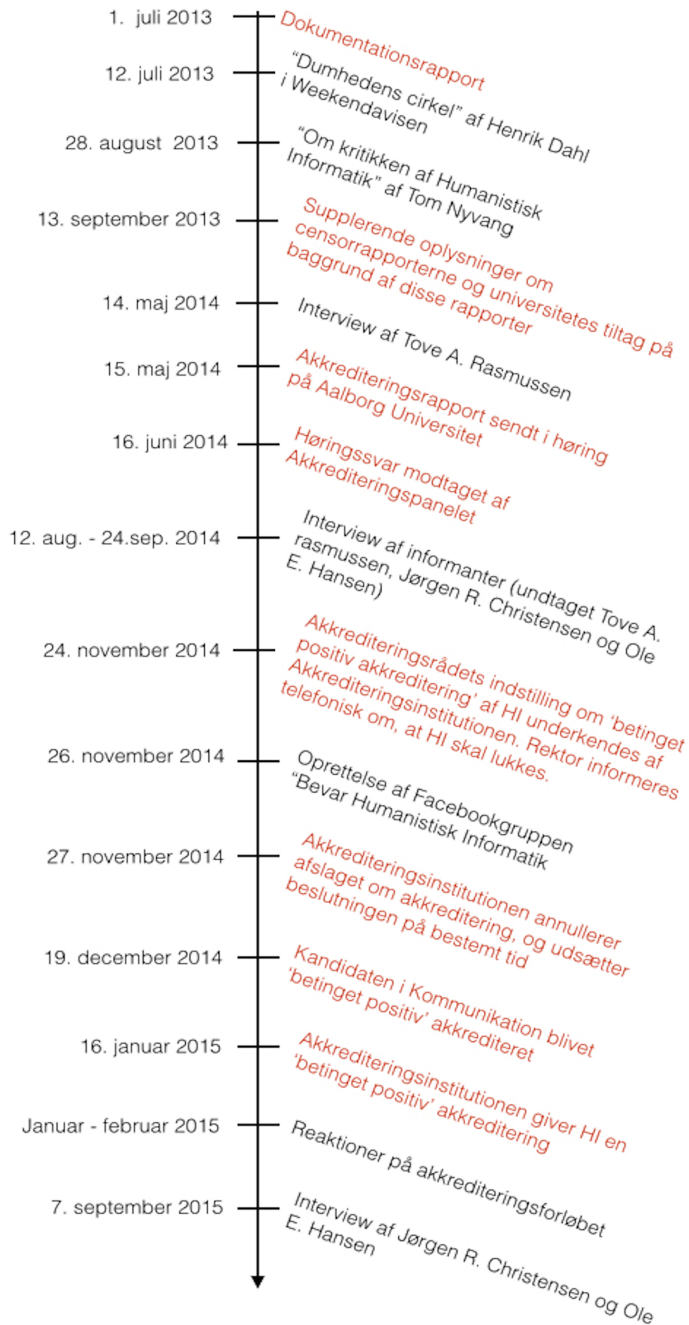 1. juli 2013
Dokumentationsrapport
12. juli 2013
“Dumhedens cirkel” af Henrik Dahl
i Weekendavisen
28. august 2013
“Om kritikken af Humanistisk
Informatik” af Tom Nyvang
13. september 2013
Supplerende oplysninger om
censorrapporterne og universitetes tiltag på
baggrund af disse rapporter
14. maj 2014
Interview af Tove A. Rasmussen
15. maj 2014
Akkrediteringsrapport sendt i høring
på Aalborg Universitet
16. juni 2014
Høringssvar modtaget af
Akkrediteringspanelet
12. aug. - 24.sep. 2014
Interview af informanter (undtaget Tove A.
rasmussen, Jørgen R. Christensen og Ole
E. Hansen)
24. november 2014
Akkrediteringsrådets indstilling om ‘betinget
positiv akkreditering’ af HI underkendes af
Akkrediteringsinstitutionen. Rektor informeres
telefonisk om, at HI skal lukkes.
26. november 2014
Oprettelse af Facebookgruppen
“Bevar Humanistisk Informatik
27. november 2014
Akkrediteringsinstitutionen annullerer
afslaget om akkreditering, og udsætter
beslutningen på bestemt tid
19. december 2014
Kandidaten i Kommunikation blivet
‘betinget positiv’ akkrediteret
16. januar 2015
Akkrediteringsinstitutionen giver HI en
‘betinget positiv’ akkreditering
Januar - februar 2015
Reaktioner på akkrediteringsforløbet
7. september 2015
Interview af Jørgen R. Christensen og Ole
E. Hansen